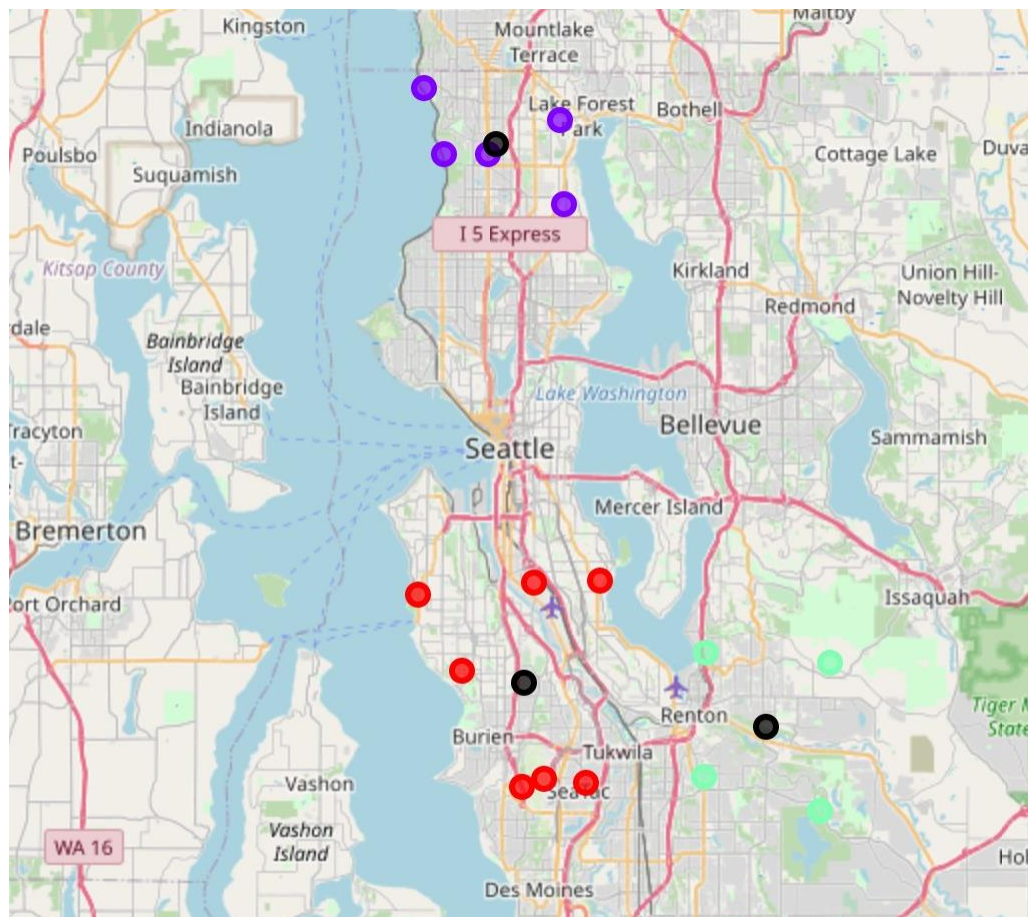 Maltby
Kingston
Mountlake
Terrace
Lake Forest
Park
Bothell
Indianola
Poulsbo
Suquamish
Cottage Lake
Duva
I 5 Express
Kitsap County
Kirkland
Union Hill-
Novelty Hill
Redmond
rdale
Bainbridge
Island
Bainbridge
Island
Lake Washington
Bellevue
Tracyton
Sammamish
Seattle
t-
Mercer Island
Bremerton
Issaquah
ort Orchard
Tiger M
State
Renton
Burien
Tukwila
Vashon
SeaTac
Vashon
Island
WA 16
Hol
Des Moines